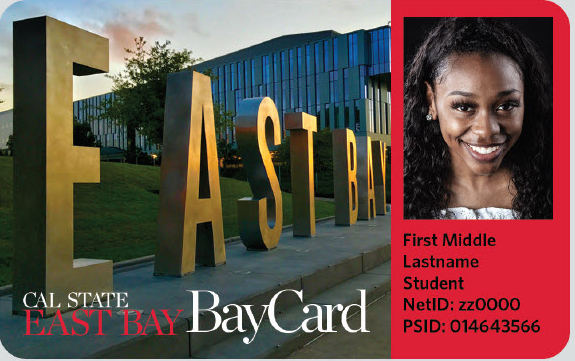 EAST BAY
CAL STATE
EAST BAY BayCard
First Middle
Lastname
Student
NetID: zz0000
PSID: 014643566